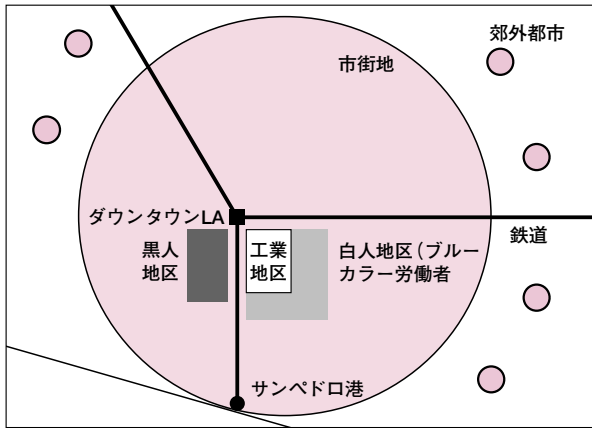 郊外都市
市街地
ダウンタウンLA
鉄道
黒人
地区
工業
地区
白人地区（ブルー
カラー労働者
サンペドロ港